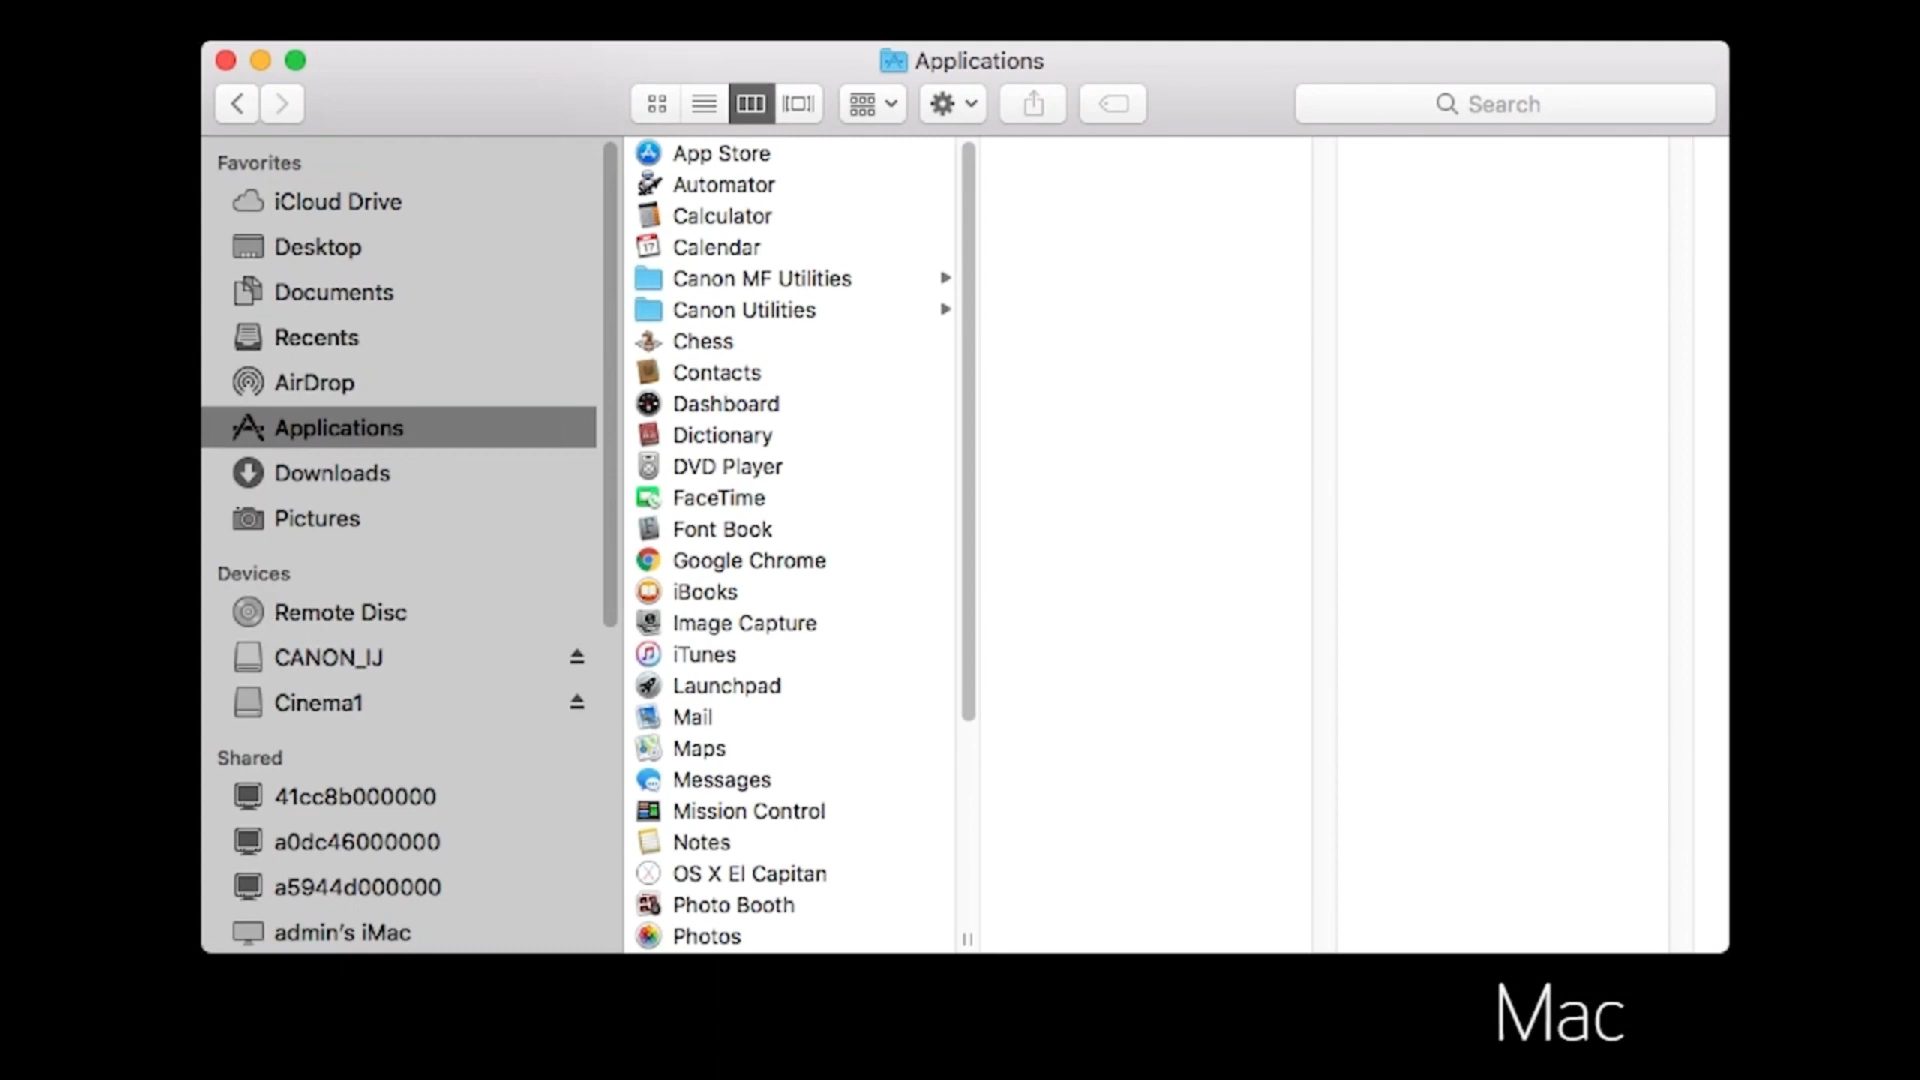 Applications
Search
Favorites
iCloud Drive
Desktop
Documents
Recents
AirDrop
Applications
Downloads
Pictures
Devices
Remote Disc
CANON_IJ
Cinema1
Shared
41cc8b000000
a0dc46000000
a5944d000000
admin's iMac
App Store
Automator
Calculator
Calendar
Canon MF Utilities
Canon Utilities
Chess
Contacts
Dashboard
Dictionary
DVD Player
FaceTime
Font Book
Google Chrome
iBooks
Image Capture
iTunes
Launchpad
Mail
Maps
Messages
Mission Control
Notes
OS X El Capitan
Photo Booth
Photos
Mac